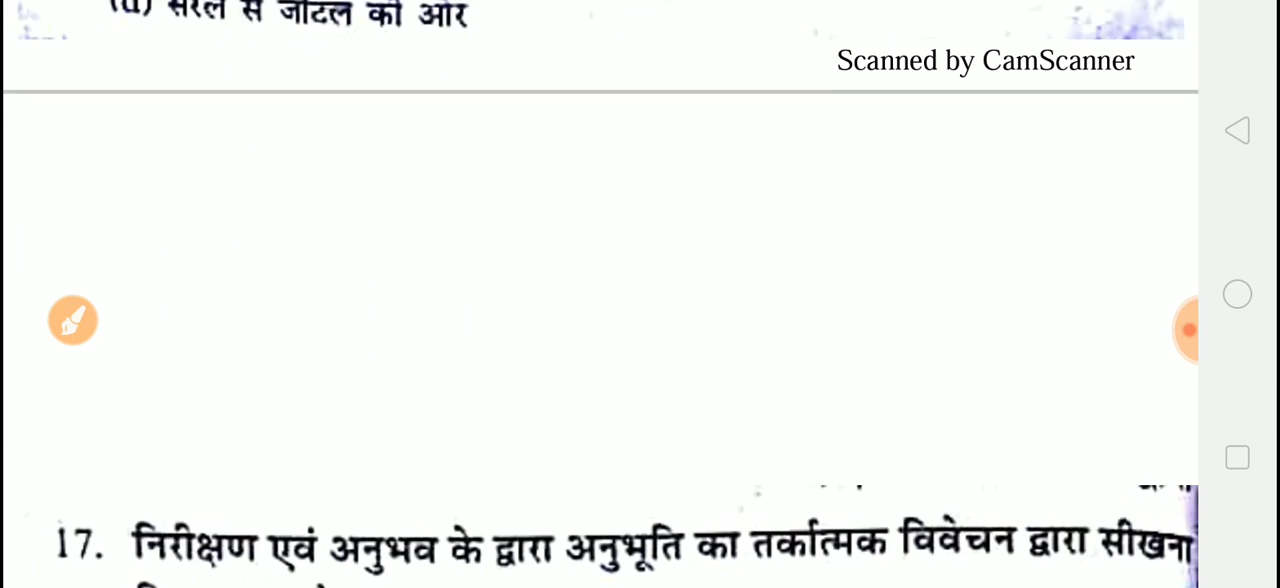 (d) सरल से जटिल की ओर
Scanned by CamScanner
17. निरीक्षण एवं अनुभव के द्वारा अनुभूति का तर्कात्मक विवेचन द्वारा सीखना